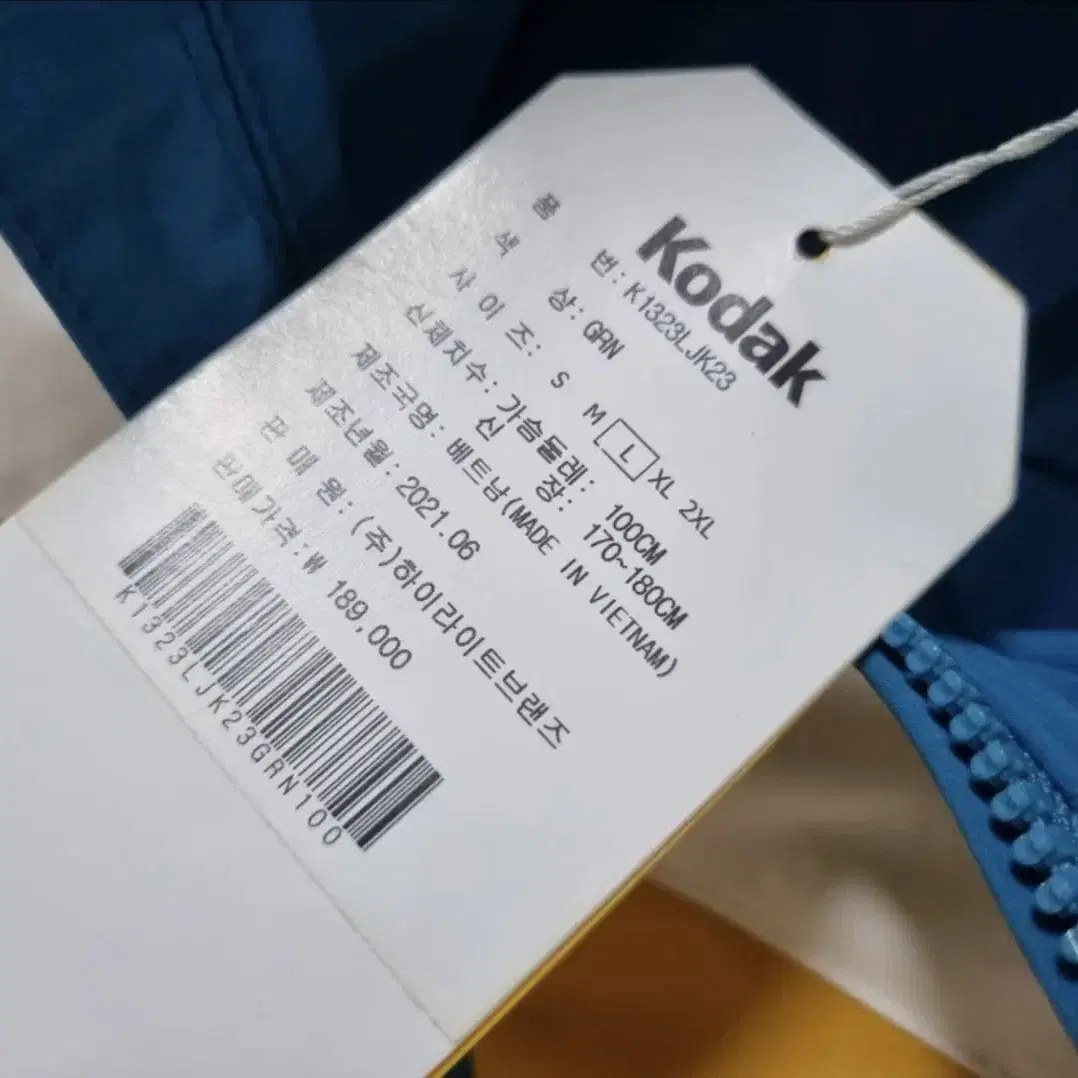 Kodak
품 번: K1323LJK23
색 상: GRN
사 이 즈: S M L XL 2XL
신체치수: 가슴둘레: 100CM
신 장: 170~180CM
제조국명: 베트남(MADE IN VIETNAM)
제조년월: 2021.06
판 매 원: (주)하이라이트브랜즈
판매가격:₩ 189,000
K1323LJK23GRN100